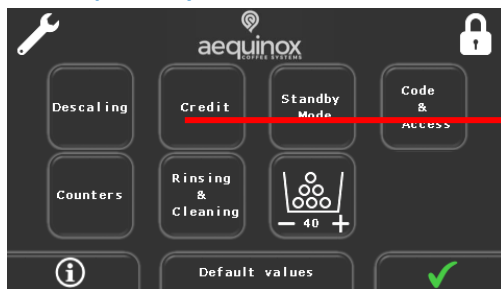 aequinox
COFFEE SYSTEMS
Descaling
Credit
Standby
Mode
Code
&
Access
Counters
Rinsing
&
Cleaning
— 40 +
Default values